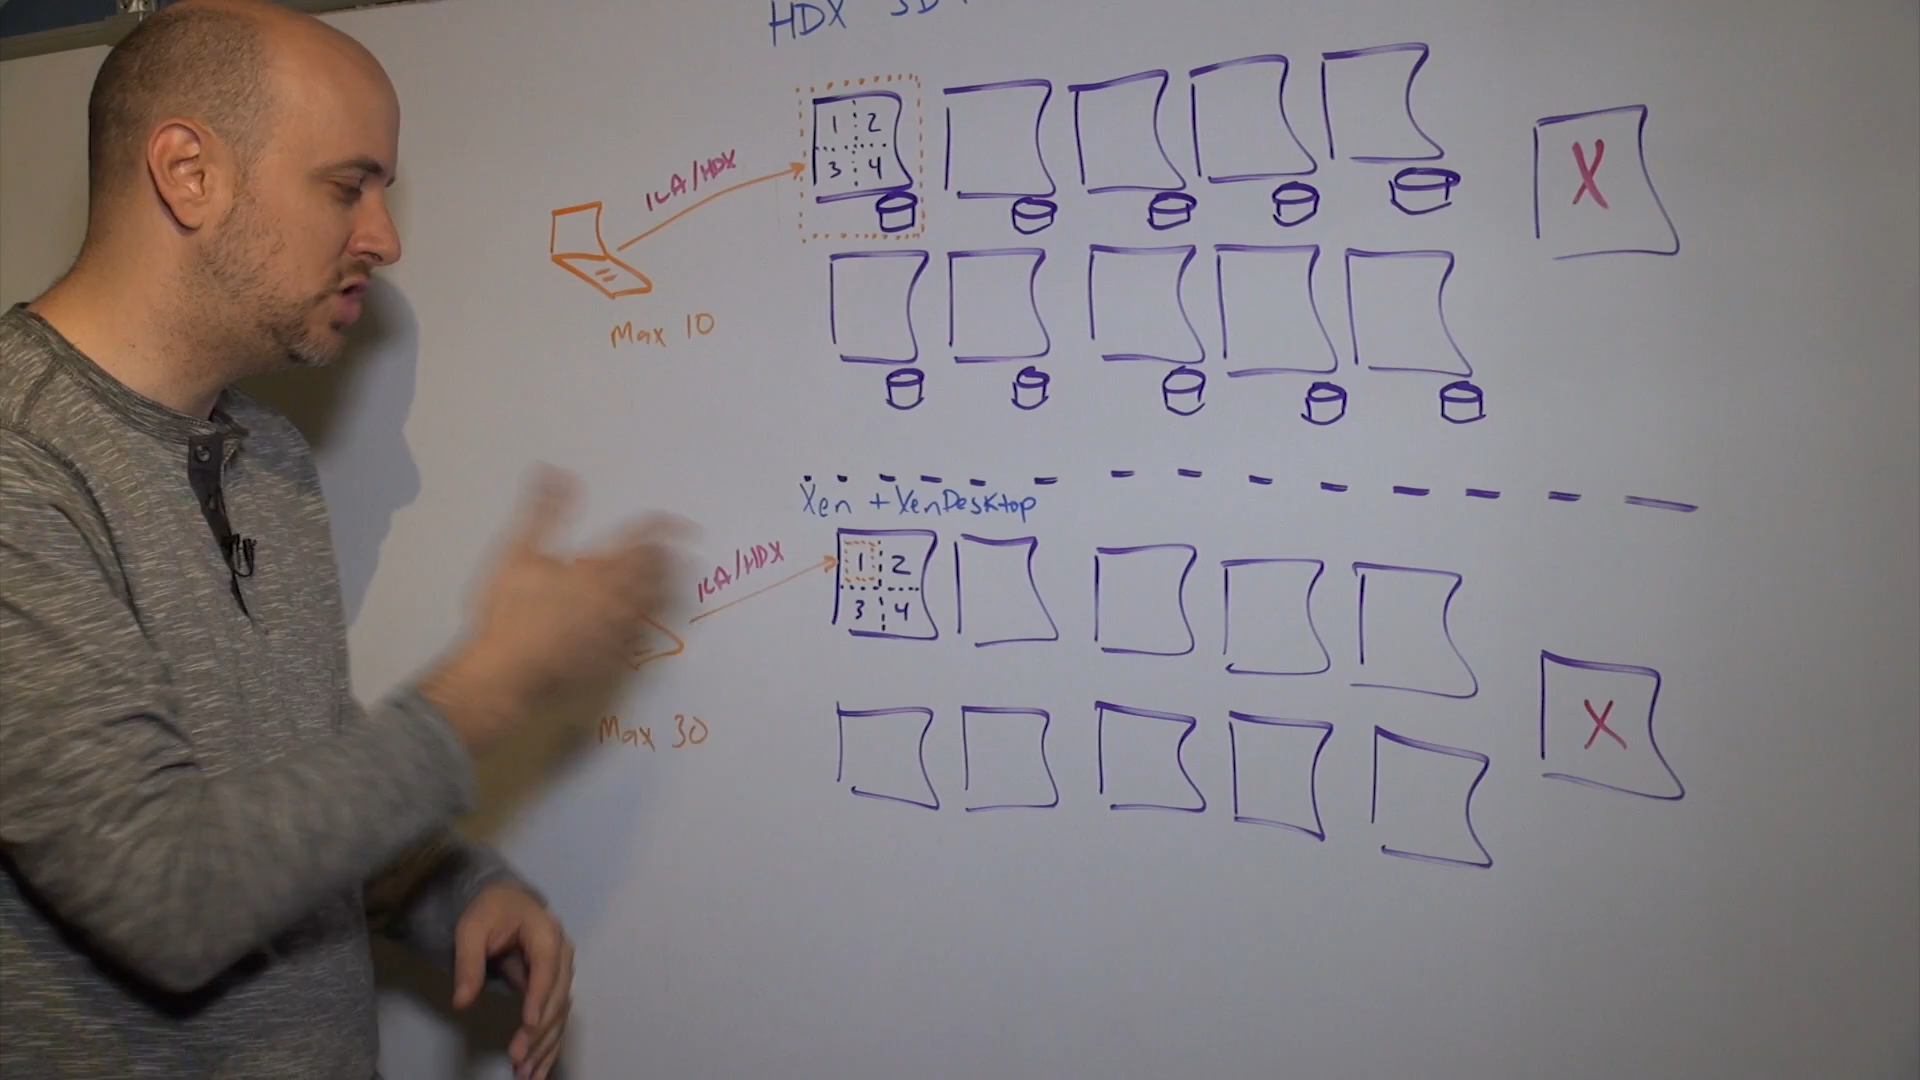 HDX 3D
1 2
3 4
ICA/HDX
X
Max 10
Xen + XenDesktop
1 2
3 4
ICA/HDX
X
Max 30